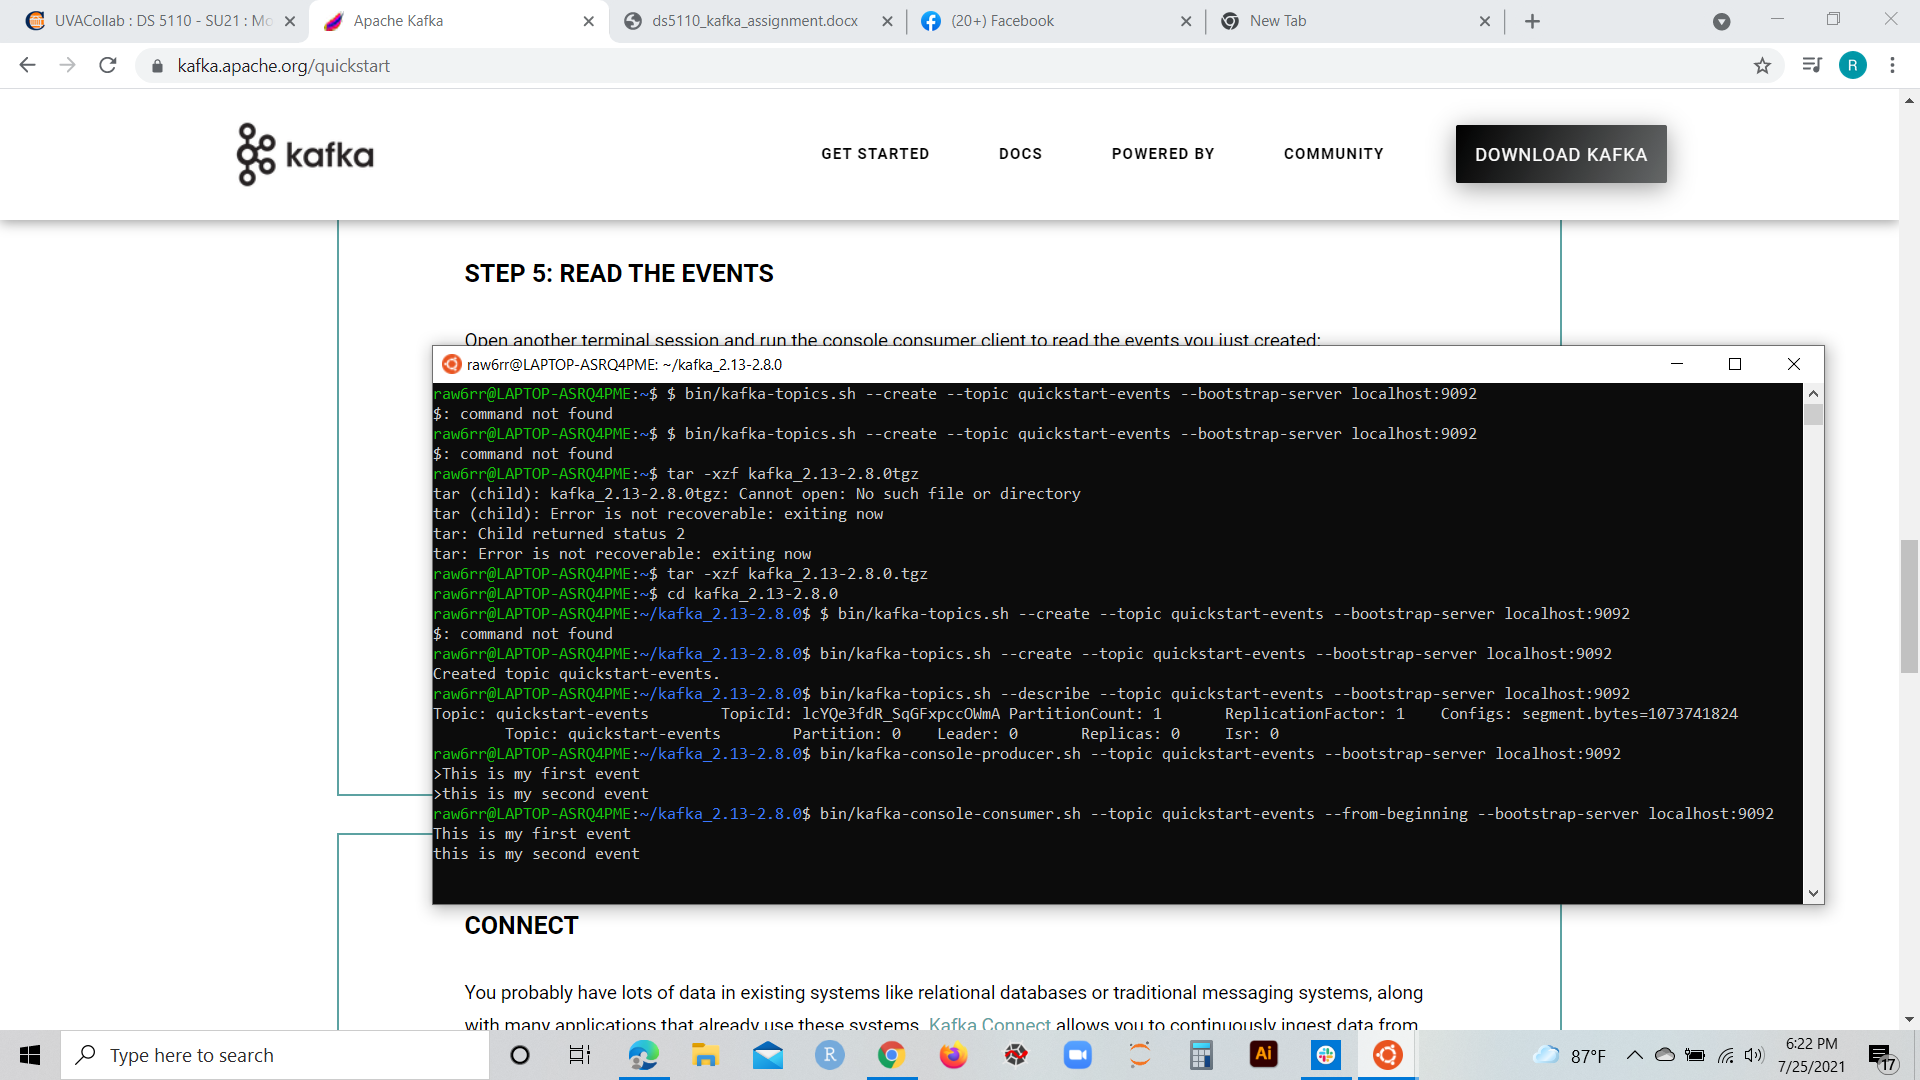 UVACollab : DS 5110 - SU21 : Mo
Apache Kafka
ds5110_kafka_assignment.docx
(20+) Facebook
New Tab
kafka.apache.org/quickstart
R
kafka
GET STARTED
DOCS
POWERED BY
COMMUNITY
DOWNLOAD KAFKA
STEP 5: READ THE EVENTS
Open another terminal session and run the console consumer client to read the events you just created:
raw6rr@LAPTOP-ASRQ4PME: ~/kafka_2.13-2.8.0
raw6rr@LAPTOP-ASRQ4PME:~$ $ bin/kafka-topics.sh --create --topic quickstart-events --bootstrap-server localhost:9092
$: command not found
raw6rr@LAPTOP-ASRQ4PME:~$ $ bin/kafka-topics.sh --create --topic quickstart-events --bootstrap-server localhost:9092
$: command not found
raw6rr@LAPTOP-ASRQ4PME:~$ tar -xzf kafka_2.13-2.8.0tgz
tar (child): kafka_2.13-2.8.0tgz: Cannot open: No such file or directory
tar (child): Error is not recoverable: exiting now
tar: Child returned status 2
tar: Error is not recoverable: exiting now
raw6rr@LAPTOP-ASRQ4PME:~$ tar -xzf kafka_2.13-2.8.0.tgz
raw6rr@LAPTOP-ASRQ4PME:~$ cd kafka_2.13-2.8.0
raw6rr@LAPTOP-ASRQ4PME:~/kafka_2.13-2.8.0$ $ bin/kafka-topics.sh --create --topic quickstart-events --bootstrap-server localhost:9092
$: command not found
raw6rr@LAPTOP-ASRQ4PME:~/kafka_2.13-2.8.0$ bin/kafka-topics.sh --create --topic quickstart-events --bootstrap-server localhost:9092
Created topic quickstart-events.
raw6rr@LAPTOP-ASRQ4PME:~/kafka_2.13-2.8.0$ bin/kafka-topics.sh --describe --topic quickstart-events --bootstrap-server localhost:9092
Topic: quickstart-events TopicId: lcYQe3fdR_SqGFxpccOWmA PartitionCount: 1 ReplicationFactor: 1 Configs: segment.bytes=1073741824
Topic: quickstart-events Partition: 0 Leader: 0 Replicas: 0 Isr: 0
raw6rr@LAPTOP-ASRQ4PME:~/kafka_2.13-2.8.0$ bin/kafka-console-producer.sh --topic quickstart-events --bootstrap-server localhost:9092
>This is my first event
>this is my second event
raw6rr@LAPTOP-ASRQ4PME:~/kafka_2.13-2.8.0$ bin/kafka-console-consumer.sh --topic quickstart-events --from-beginning --bootstrap-server localhost:9092
This is my first event
this is my second event
CONNECT
You probably have lots of data in existing systems like relational databases or traditional messaging systems, along
with many applications that already use these systems. Kafka Connect allows you to continuously ingest data from
Type here to search
R
Ai
87°F
6:22 PM
7/25/2021
17